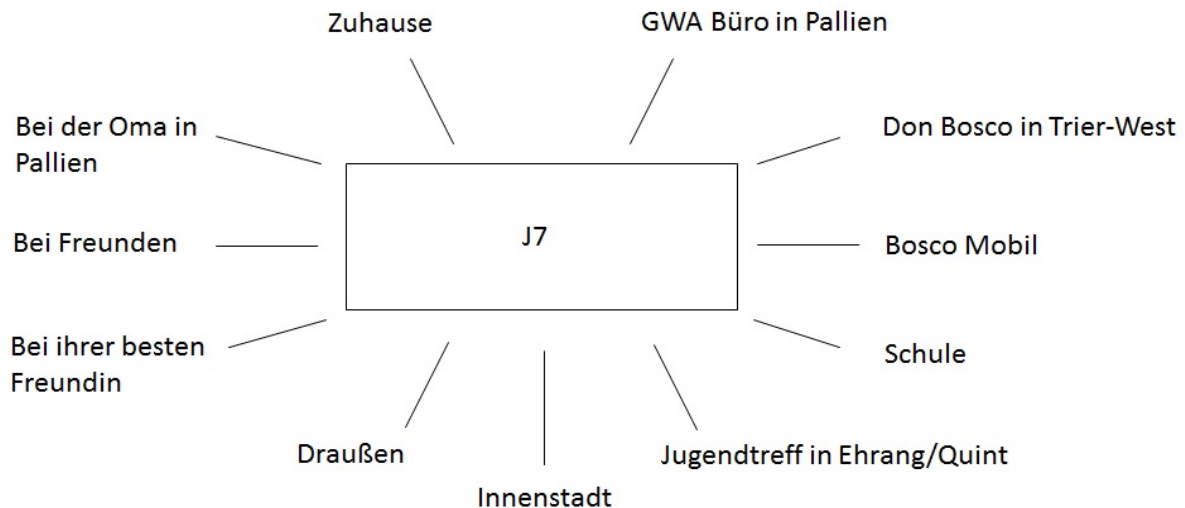 Zuhause
GWA Büro in Pallien
Bei der Oma in
Pallien
Don Bosco in Trier-West
J7
Bei Freunden
Bosco Mobil
Bei ihrer besten
Freundin
Schule
Draußen
Jugendtreff in Ehrang/Quint
Innenstadt